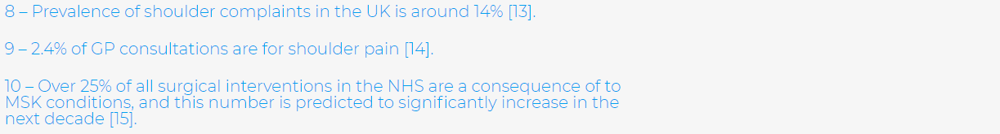 8 – Prevalence of shoulder complaints in the UK is around 14% [13].
9 – 2.4% of GP consultations are for shoulder pain [14].
10 – Over 25% of all surgical interventions in the NHS are a consequence of to
MSK conditions, and this number is predicted to significantly increase in the
next decade [15].